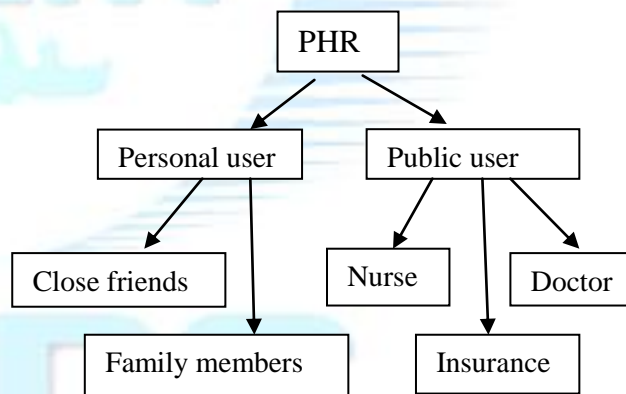 PHR
Personal user
Public user
Close friends
Nurse
Doctor
Family members
Insurance